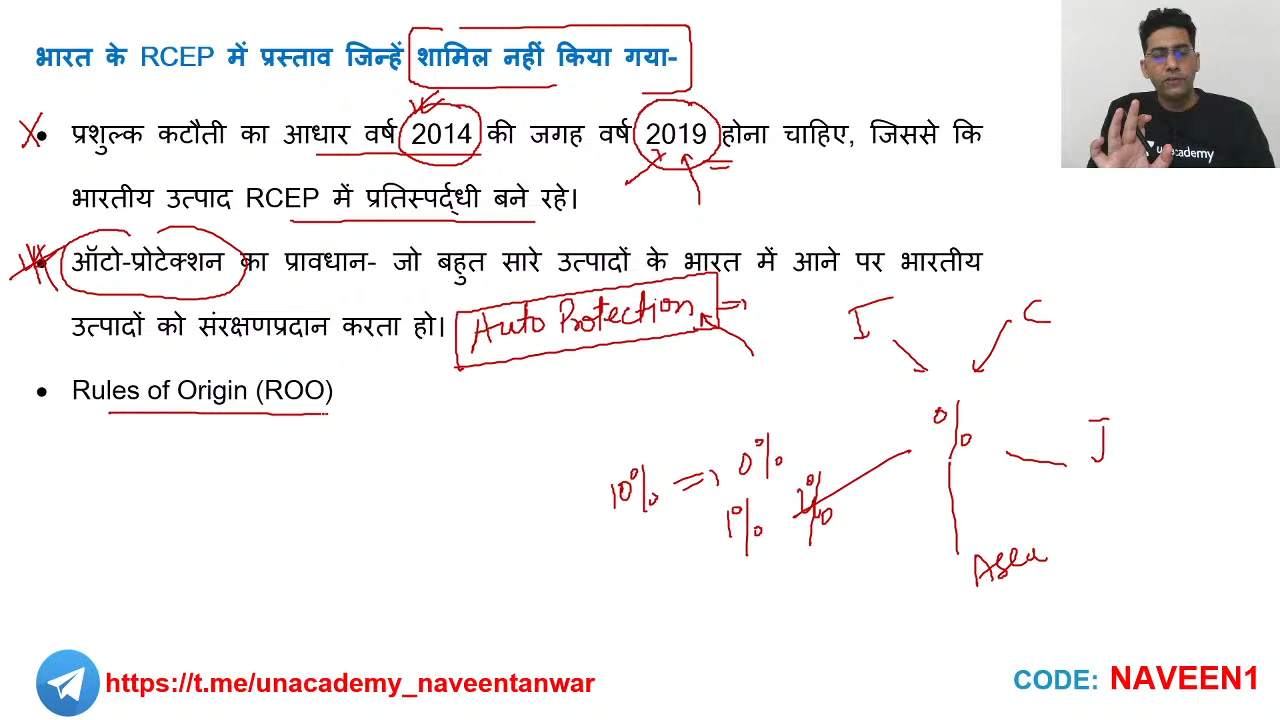 भारत के RCEP में प्रस्ताव जिन्हें शामिल नहीं किया गया-
unacademy
• प्रशुल्क कटौती का आधार वर्ष 2014 की जगह वर्ष 2019 होना चाहिए, जिससे कि
भारतीय उत्पाद RCEP में प्रतिस्पर्द्धी बने रहे।
• ऑटो-प्रोटेक्शन का प्रावधान- जो बहुत सारे उत्पादों के भारत में आने पर भारतीय
उत्पादों को संरक्षणप्रदान करता हो।
Auto Protection =>
I C
• Rules of Origin (ROO)
% J
10% => 0%
1%
https://t.me/unacademy_naveentanwar
CODE: NAVEEN1